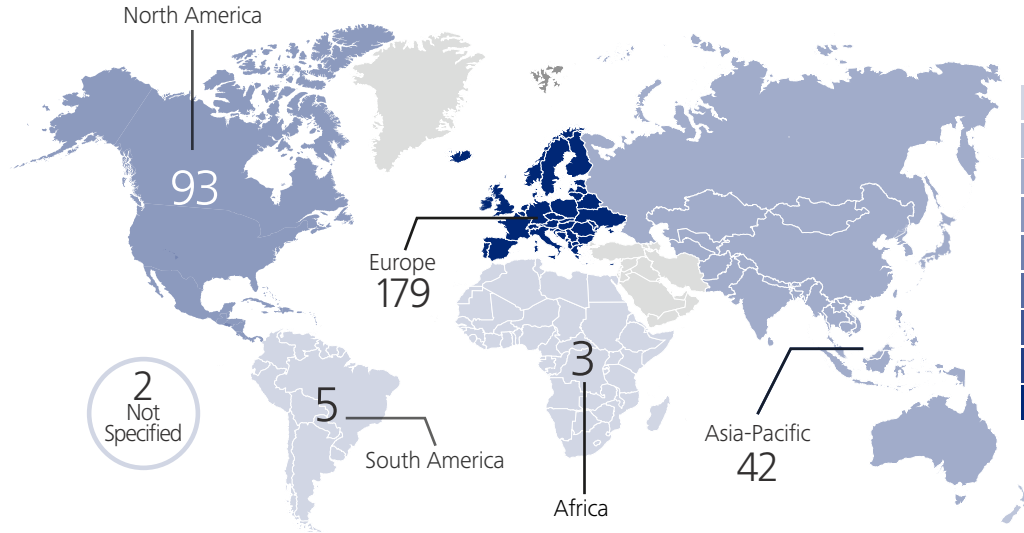 North America
93
Europe
179
3
2
Not
Specified
5
South America
Asia-Pacific
42
Africa